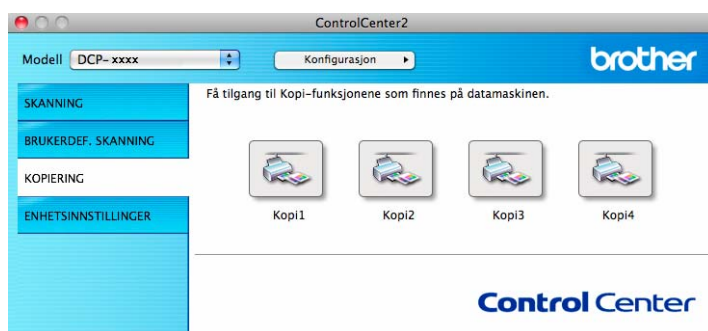 ControlCenter2
Modell DCP- xxxx Konfigurasjon brother
Få tilgang til Kopi-funksjonene som finnes på datamaskinen.
SKANNING
BRUKERDEF. SKANNING
KOPIERING
ENHETSINNSTILLINGER
Kopi1 Kopi2 Kopi3 Kopi4
Control Center